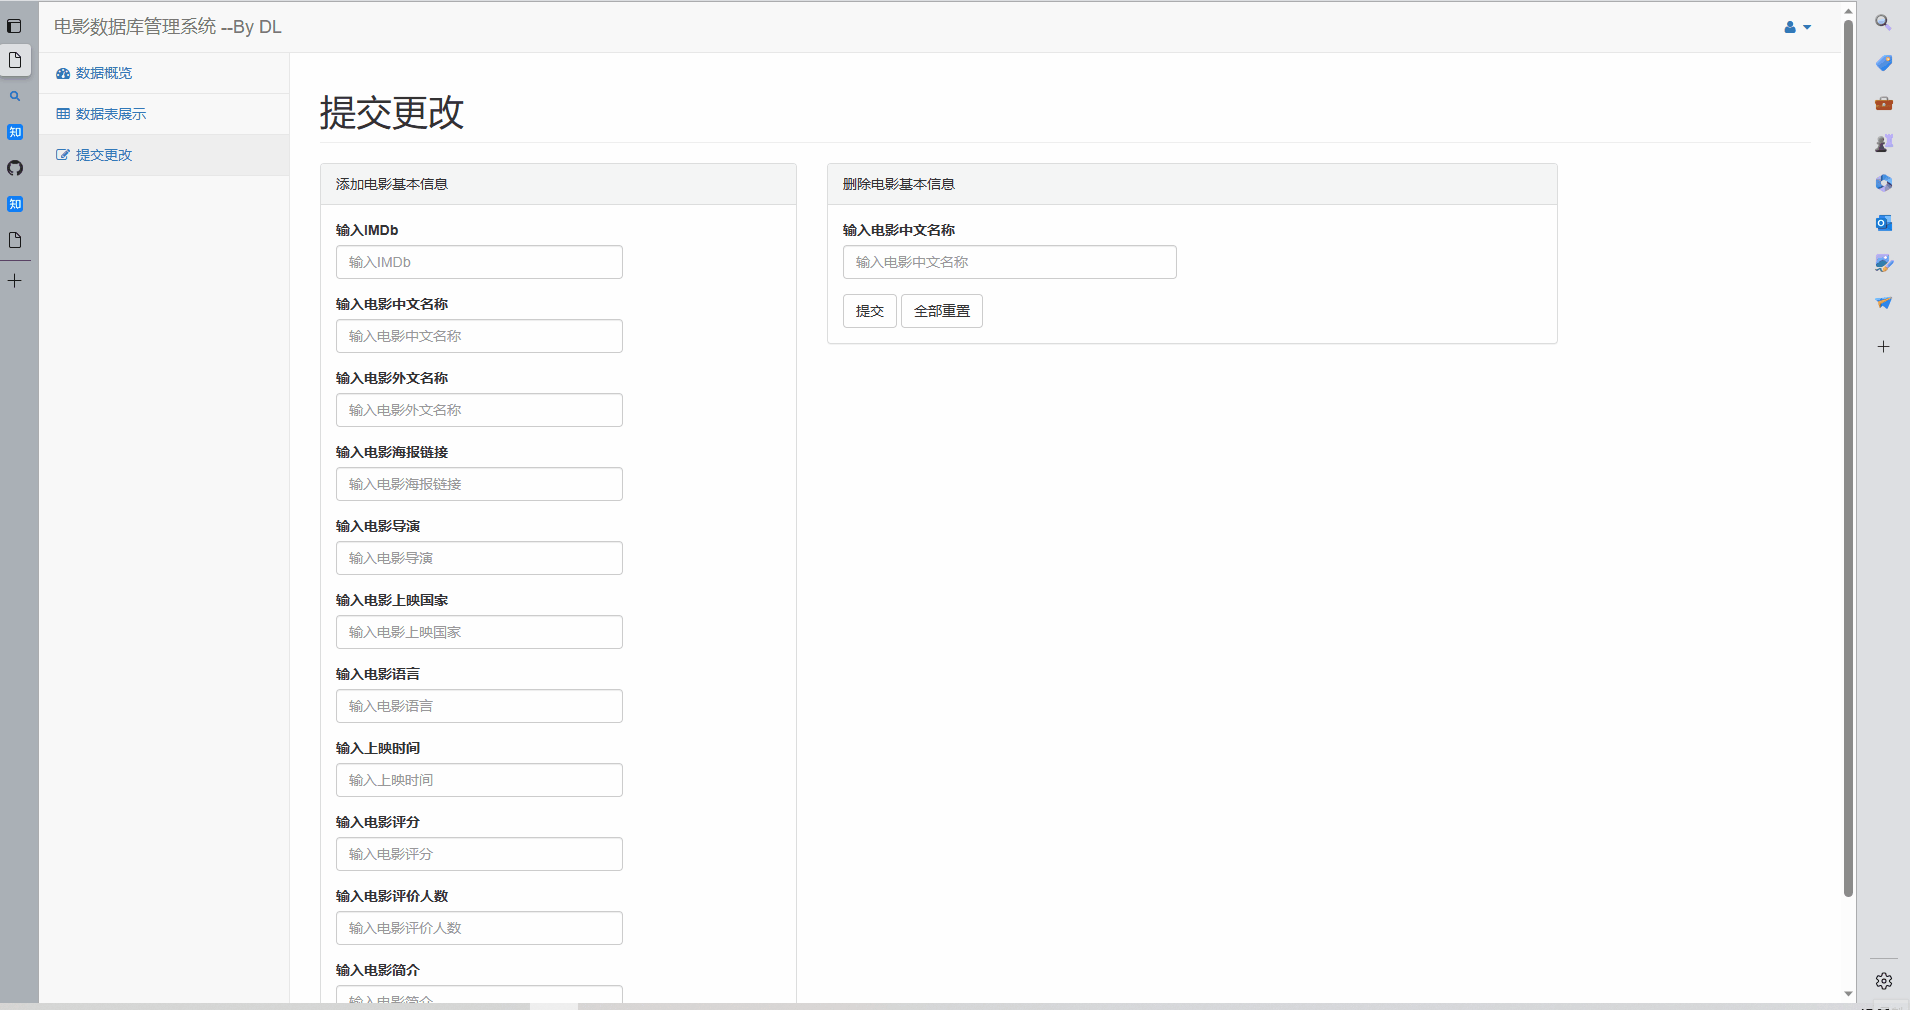 电影数据库管理系统 --By DL
数据概览
数据表展示
提交更改
提交更改
添加电影基本信息
输入IMDb
输入IMDb
输入电影中文名称
输入电影中文名称
输入电影外文名称
输入电影外文名称
输入电影海报链接
输入电影海报链接
输入电影导演
输入电影导演
输入电影上映国家
输入电影上映国家
输入电影语言
输入电影语言
输入上映时间
输入上映时间
输入电影评分
输入电影评分
输入电影评价人数
输入电影评价人数
输入电影简介
输入电影简介
删除电影基本信息
输入电影中文名称
输入电影中文名称
提交 全部重置
知
知